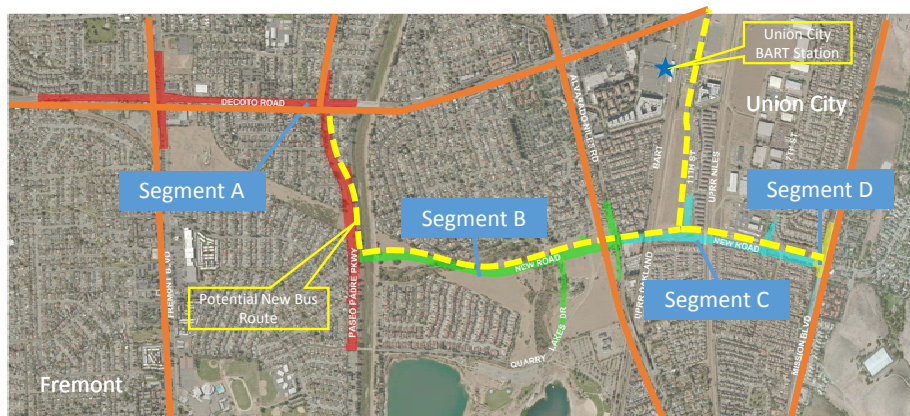 Union City
BART Station
Union City
DECOTO ROAD
ALVARADO NILES RD
BART
11TH ST
UPRR NILES
7TH ST
Segment A
Segment B
Segment D
NEW ROAD
NEW ROAD
Segment C
Potential New Bus
Route
FREMONT BLVD
PASEO PADRE PKWY
UPRR OAKLAND
MISSION BLVD
QUARRY
LAKES DR
Fremont